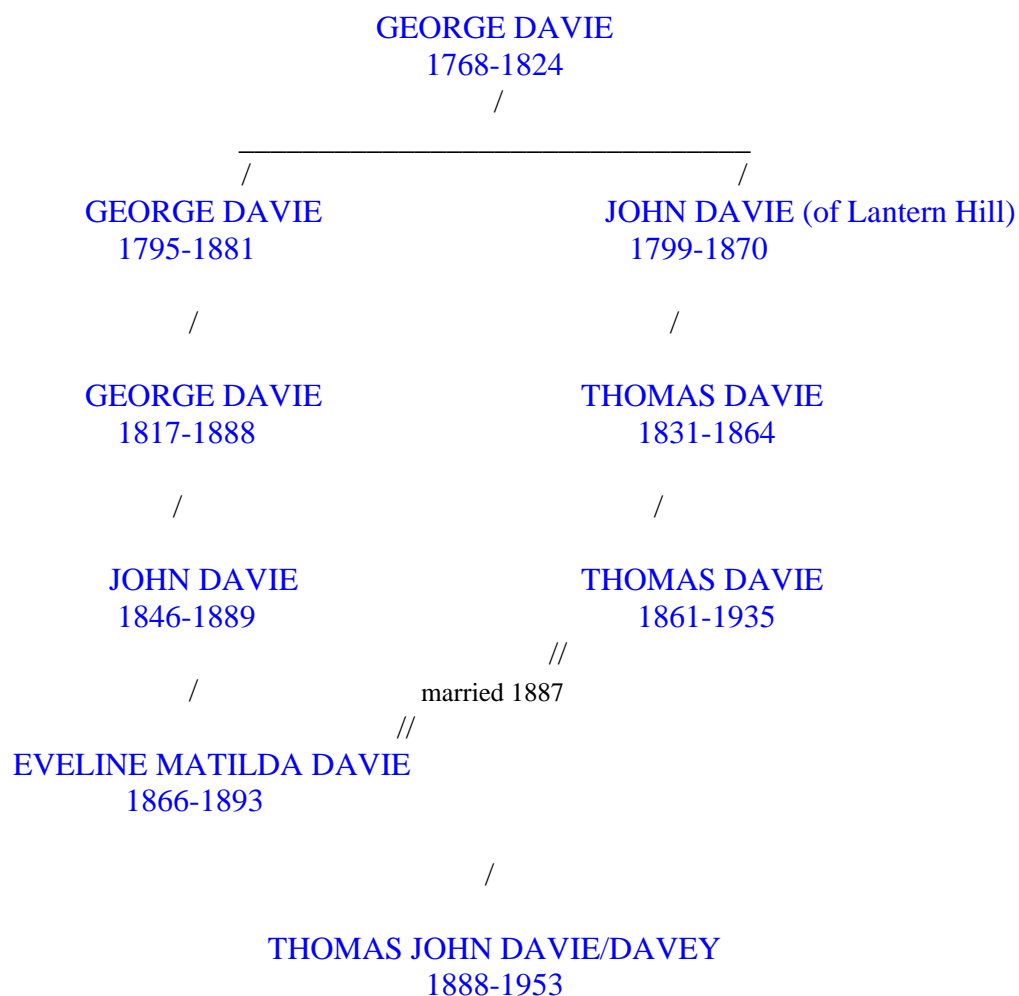 GEORGE DAVIE
1768-1824
/
/ /
GEORGE DAVIE JOHN DAVIE (of Lantern Hill)
1795-1881 1799-1870
/ /
GEORGE DAVIE THOMAS DAVIE
1817-1888 1831-1864
/ /
JOHN DAVIE THOMAS DAVIE
1846-1889 1861-1935
//
/ married 1887
//
EVELINE MATILDA DAVIE
1866-1893
/
THOMAS JOHN DAVIE/DAVEY
1888-1953